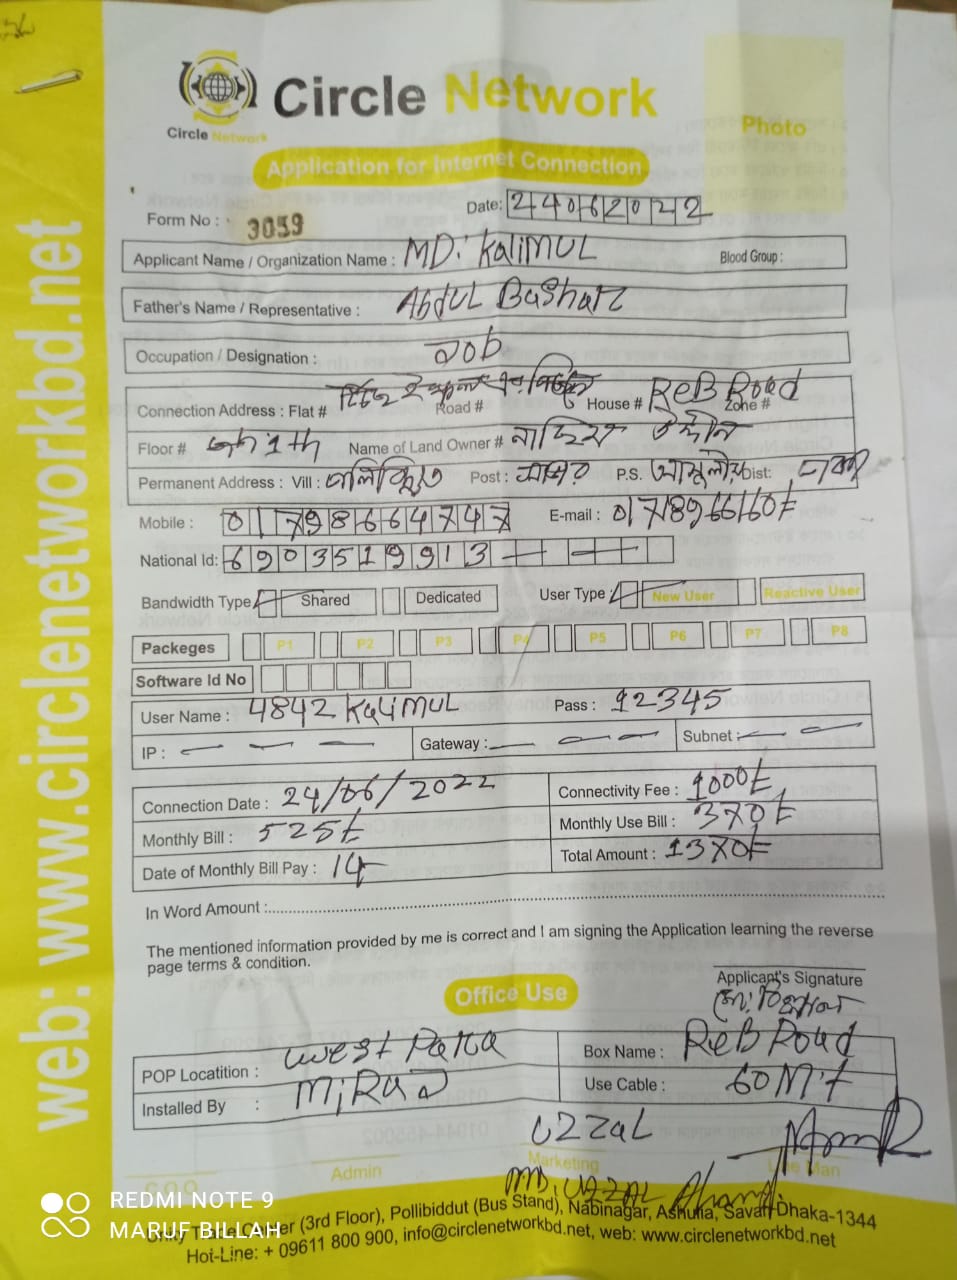 Circle Network
Circle Network
Photo
Application for Internet Connection
Form No : 3059
Date: 24062022
Applicant Name / Organization Name : MD: KaliMUL Blood Group :
Father's Name / Representative : AbdUL BaShar
Occupation / Designation : Job
Connection Address : Flat # Road # House # ReB Road Zone #
Floor # Name of Land Owner #
Permanent Address : Vill : Post : P.S. Dist: ঢাকা
Mobile : 01798664747 E-mail :
National Id: 6903519913
Bandwidth Type Shared Dedicated User Type : New User Reactive User
Packeges P1 P2 P3 P4 P5 P6 P7 P8
Software Id No
User Name : 4842 KaliMUL Pass : 12345
IP : Gateway : Subnet :
Connection Date : 24/06/2022 Connectivity Fee : 1000t
Monthly Bill : 525t Monthly Use Bill : 370t
Date of Monthly Bill Pay : 14 Total Amount : 1370t
In Word Amount :
The mentioned information provided by me is correct and I am signing the Application learning the reverse
page terms & condition.
Applicant's Signature
Office Use
POP Locatition : West Para Box Name : ReB Road
Installed By : MiRaJ Use Cable : 60 M't
UZZaL
Admin Marketing Line Man
MD: UZZAL
(3rd Floor), Pollibiddut (Bus Stand), Nabinagar, Ashulia, Savar, Dhaka-1344
Hot-Line: + 09611 800 900, info@circlenetworkbd.net, web: www.circlenetworkbd.net
web: www.circlenetworkbd.net
REDMI NOTE 9
MARUF BILLAH